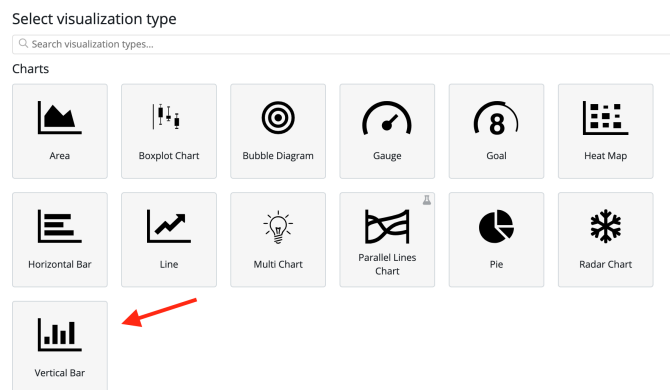 Select visualization type
Search visualization types...
Charts
Area
Boxplot Chart
Bubble Diagram
Gauge
8
Goal
Heat Map
Horizontal Bar
Line
Multi Chart
Parallel Lines
Chart
Pie
Radar Chart
Vertical Bar